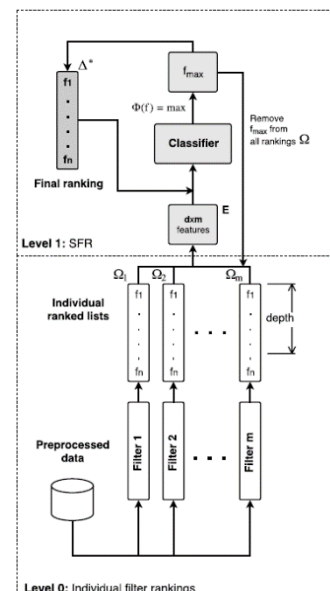 Δ*
f1
fn
Final ranking
fmax
Φ(f) = max
Classifier
Remove
fmax from
all rankings Ω
dxm
features
E
Level 1: SFR
Ω1
Ω2
Ωm
Individual
ranked lists
f1
f1
f1
fn
fn
fn
depth
Preprocessed
data
Filter 1
Filter 2
Filter m
Level 0: Individual filter rankings